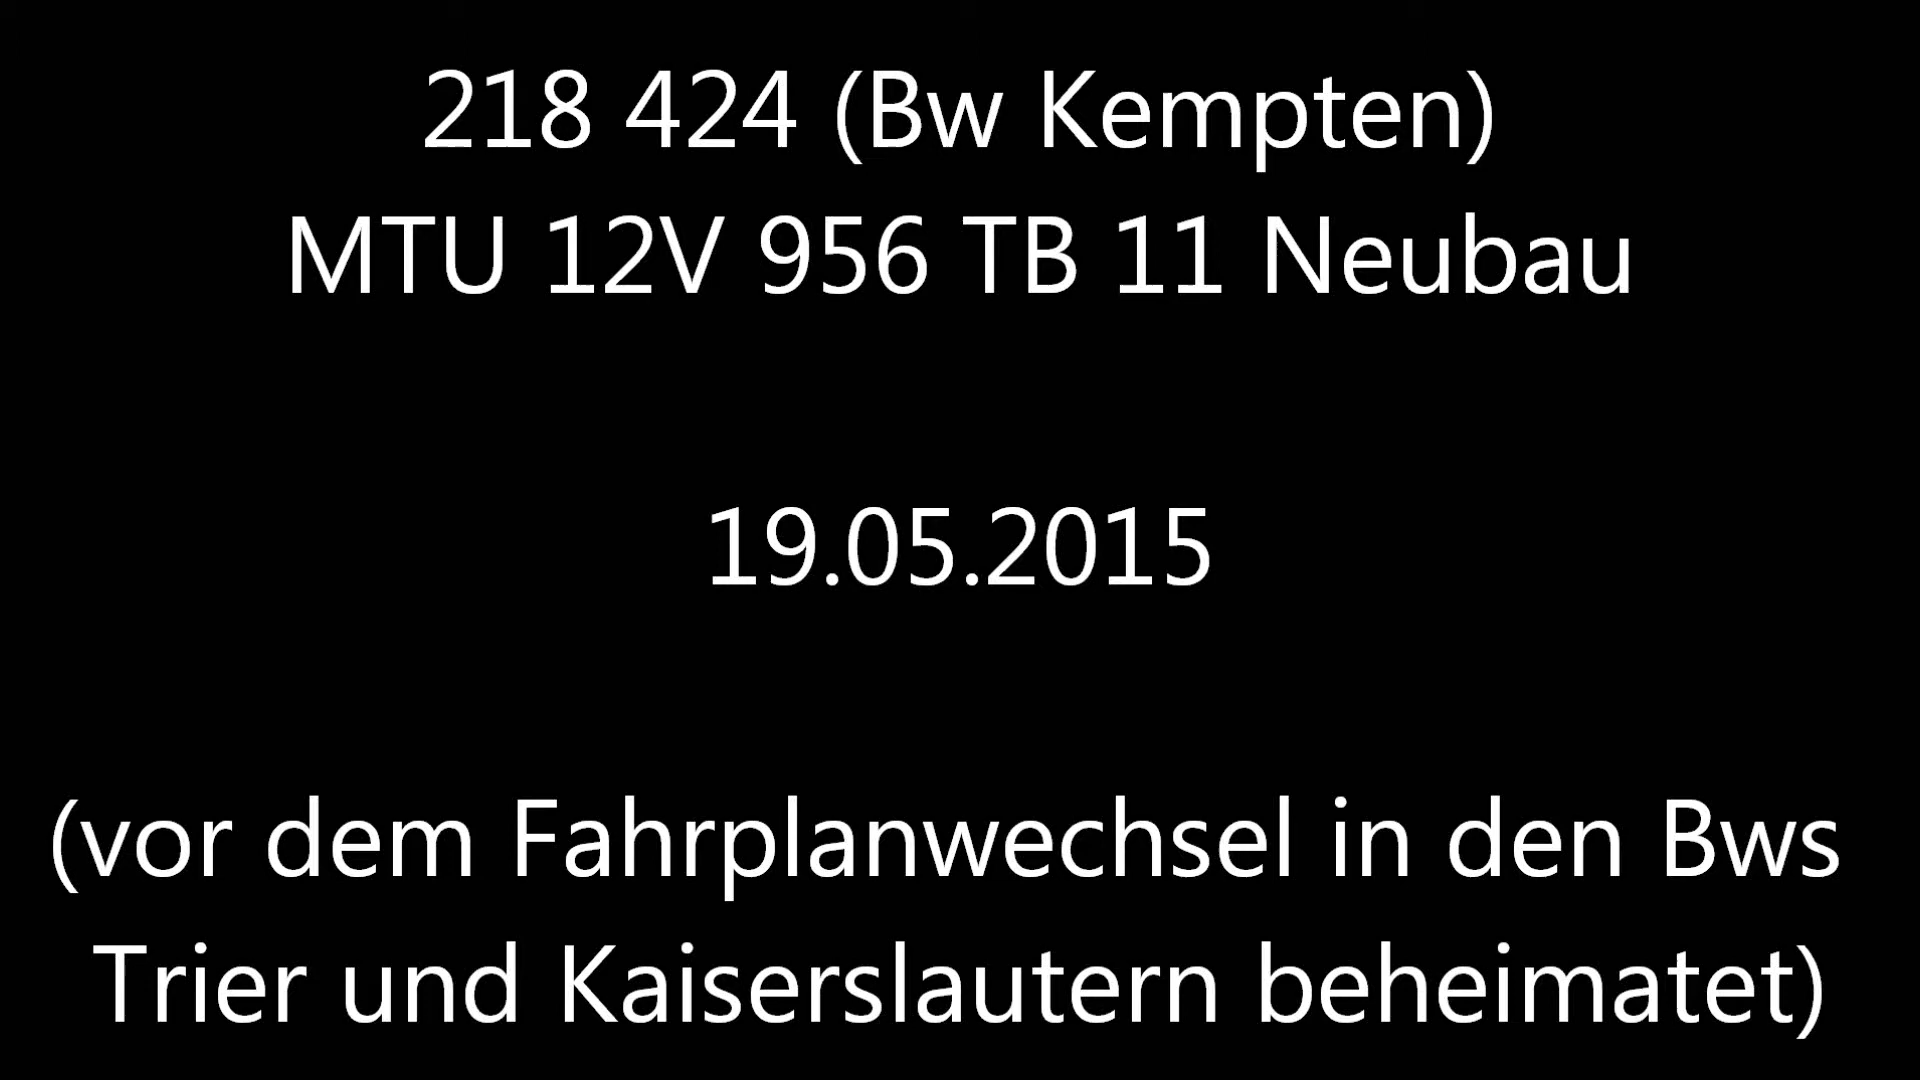 218 424 (Bw Kempten)
MTU 12V 956 TB 11 Neubau
19.05.2015
(vor dem Fahrplanwechsel in den Bws
Trier und Kaiserslautern beheimatet)